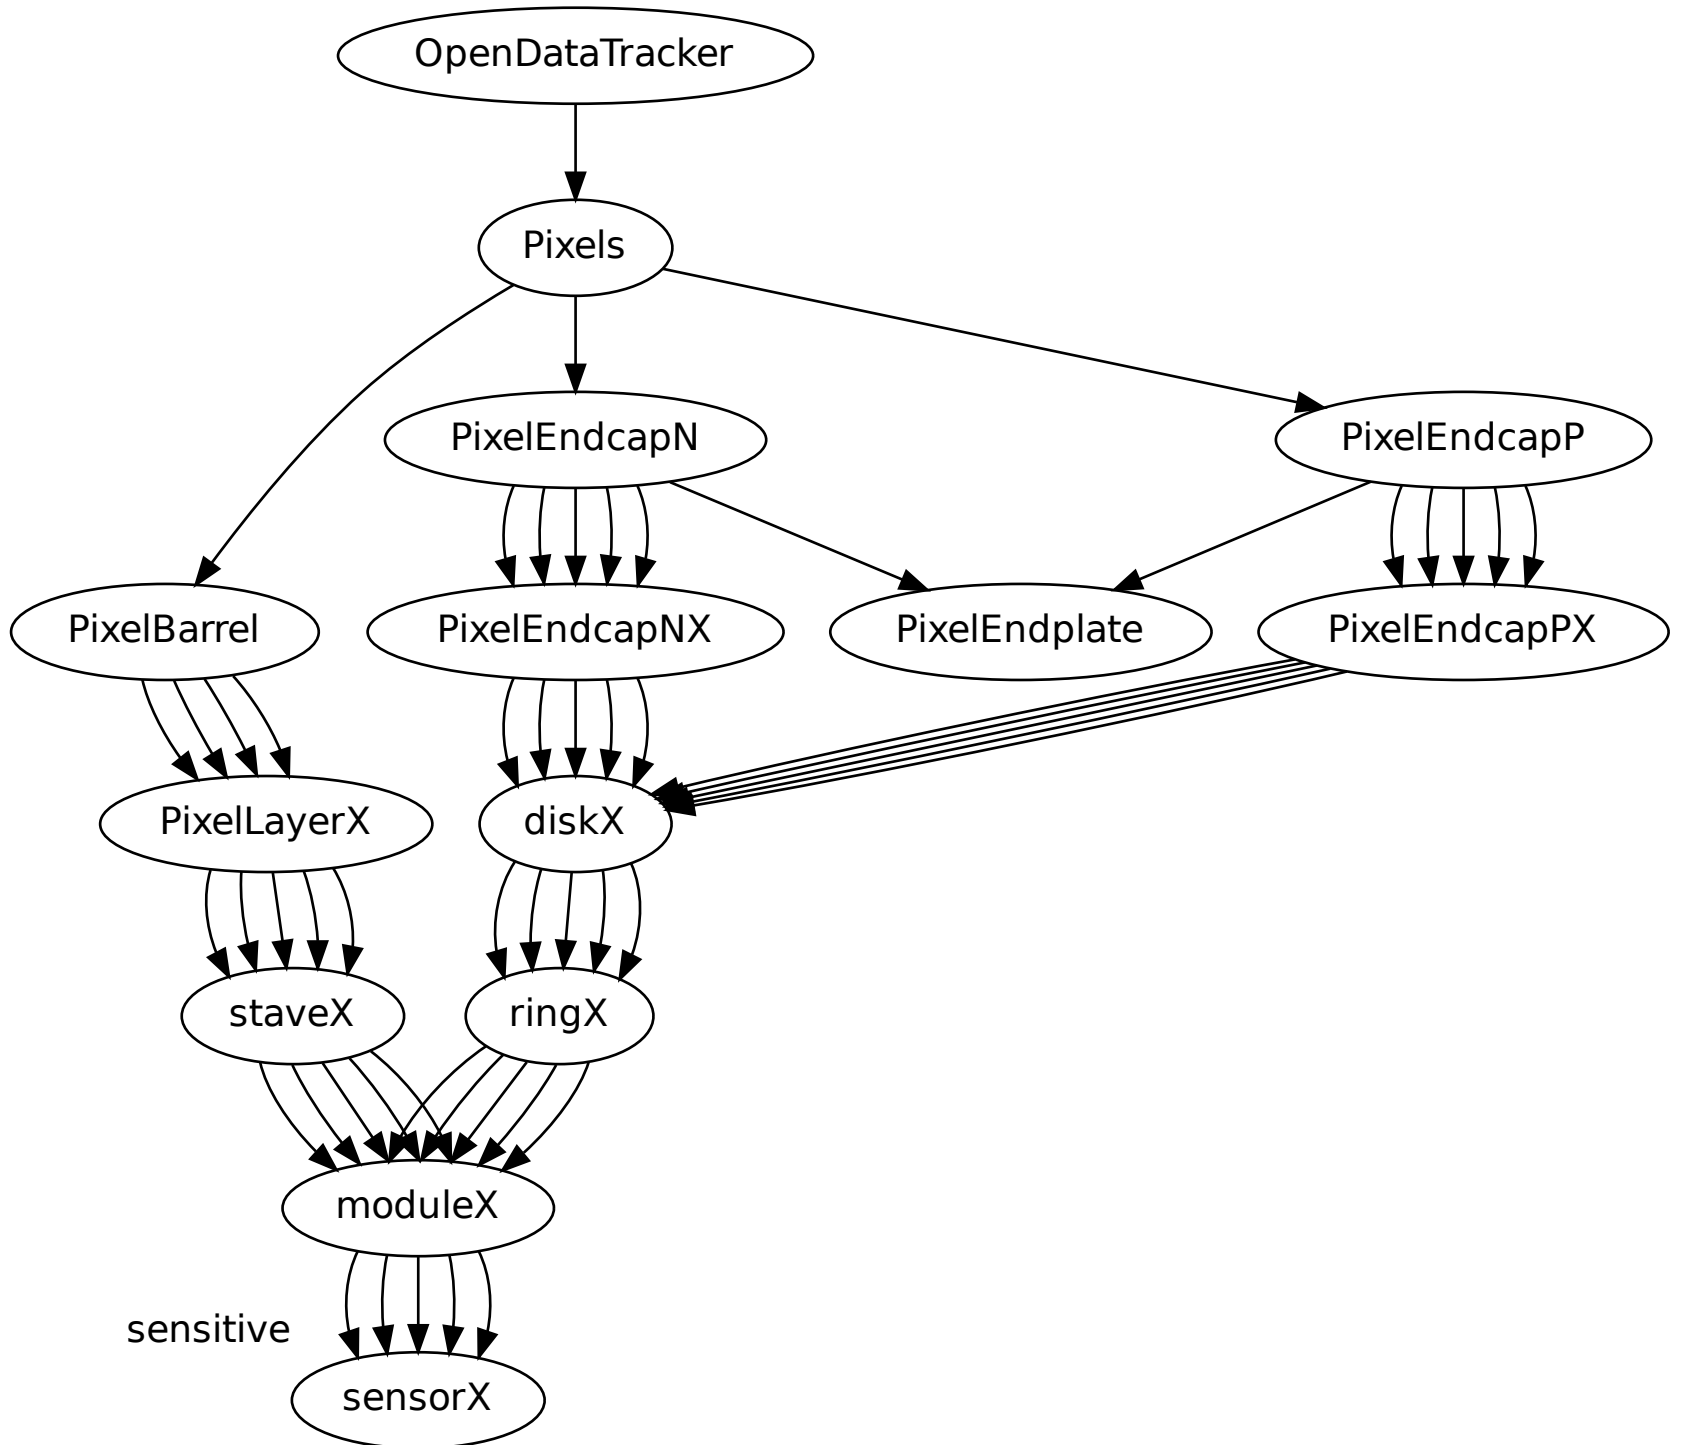 OpenDataTracker
Pixels
PixelEndcapN
PixelEndcapP
PixelBarrel
PixelEndcapNX
PixelEndplate
PixelEndcapPX
PixelLayerX
diskX
staveX
ringX
moduleX
sensitive
sensorX